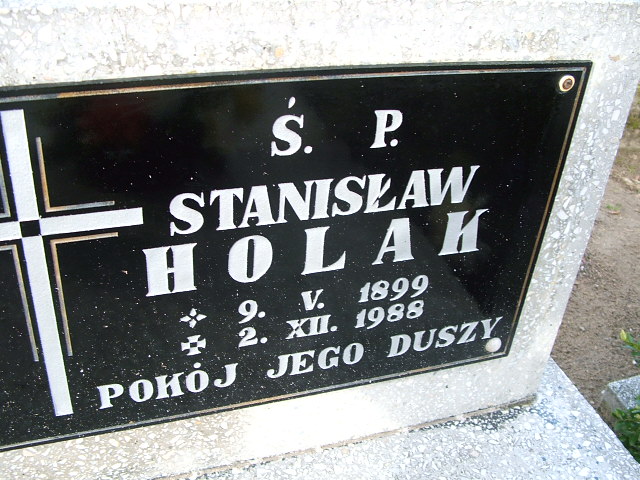 Ś. P.
STANISŁAW
HOLAK
9. V. 1899
2. XII. 1988
POKÓJ JEGO DUSZY